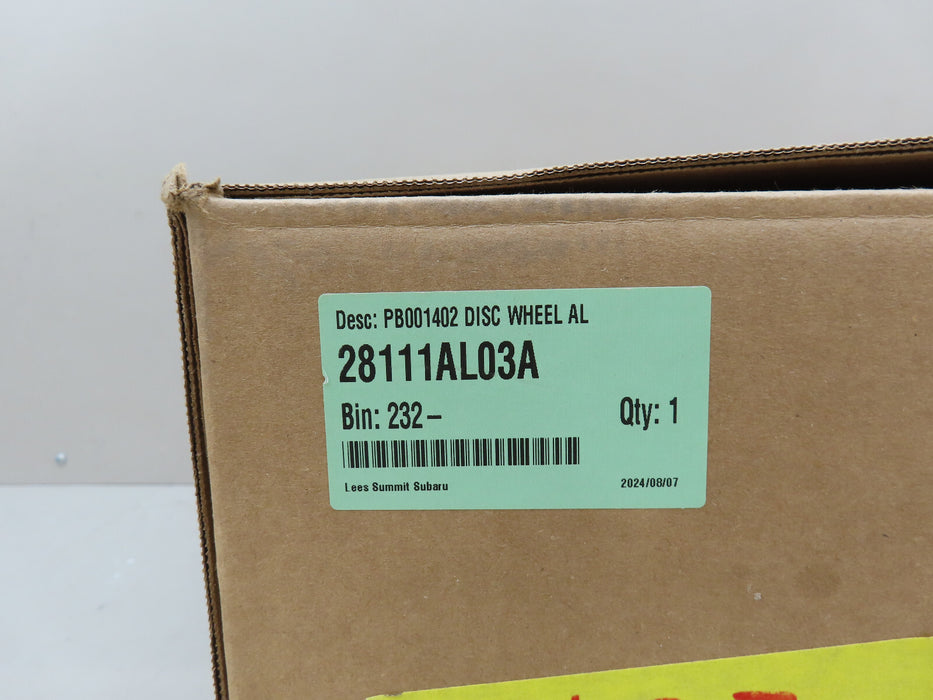 Desc: PB001402 DISC WHEEL AL
28111AL03A
Bin: 232–
Qty: 1
Lees Summit Subaru
2024/08/07